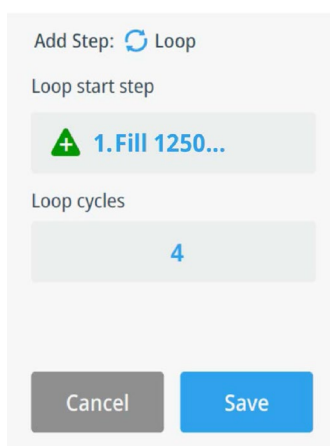 Add Step: Loop
Loop start step
1. Fill 1250...
Loop cycles
4
Cancel Save